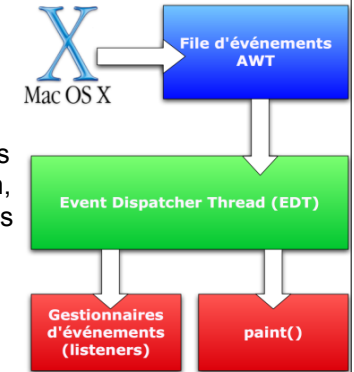 X
Mac OS X
File d'événements
AWT
s
,
s
Event Dispatcher Thread (EDT)
Gestionnaires
d'événements
(listeners)
paint()